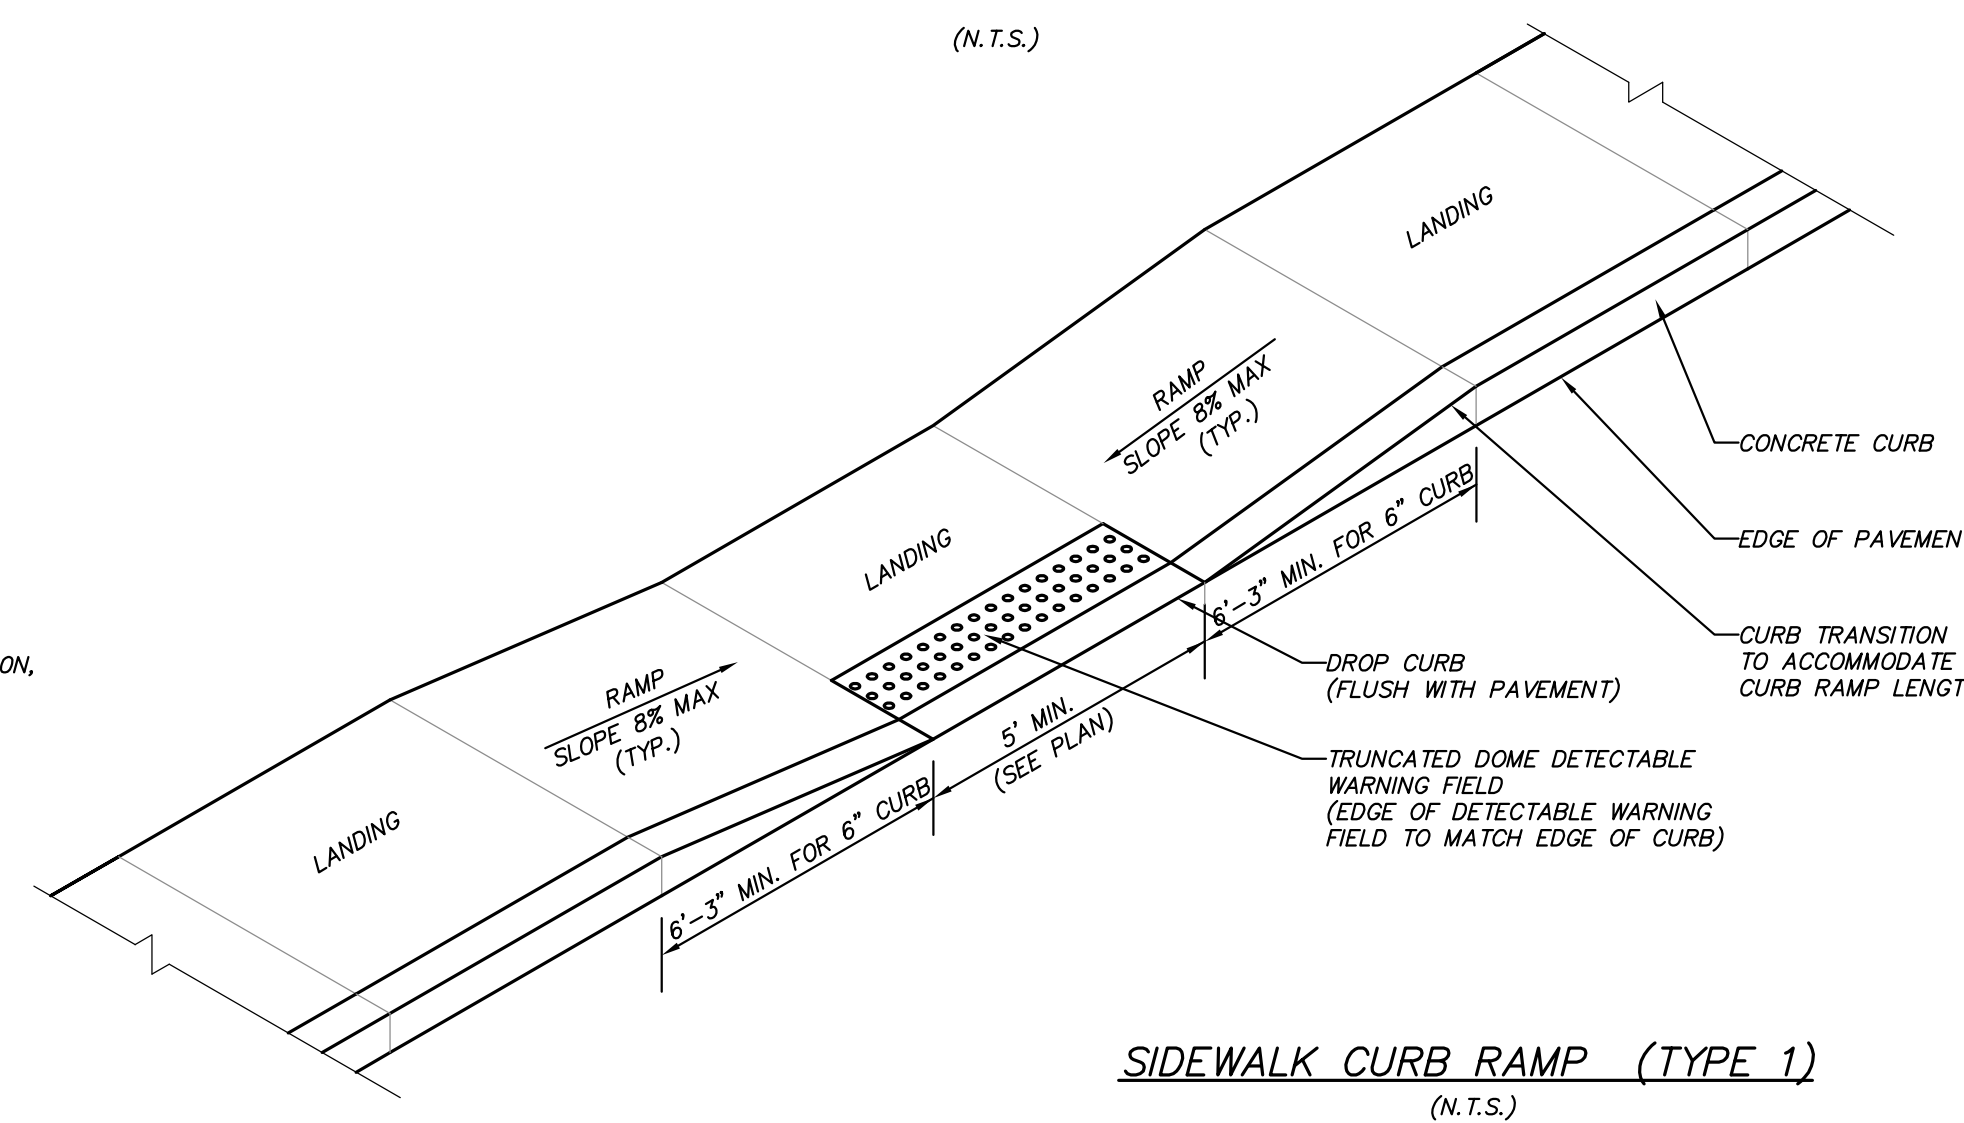 (N.T.S.)
LANDING
RAMP
SLOPE 8% MAX
(TYP.)
CONCRETE CURB
6'-3" MIN. FOR 6" CURB
EDGE OF PAVEMEN
LANDING
CURB TRANSITION
TO ACCOMMODATE
CURB RAMP LENGT
ON,
DROP CURB
(FLUSH WITH PAVEMENT)
RAMP
SLOPE 8% MAX
(TYP.)
5' MIN.
(SEE PLAN)
TRUNCATED DOME DETECTABLE
WARNING FIELD
(EDGE OF DETECTABLE WARNING
FIELD TO MATCH EDGE OF CURB)
LANDING
6'-3" MIN. FOR 6" CURB
SIDEWALK CURB RAMP (TYPE 1)
(N.T.S.)